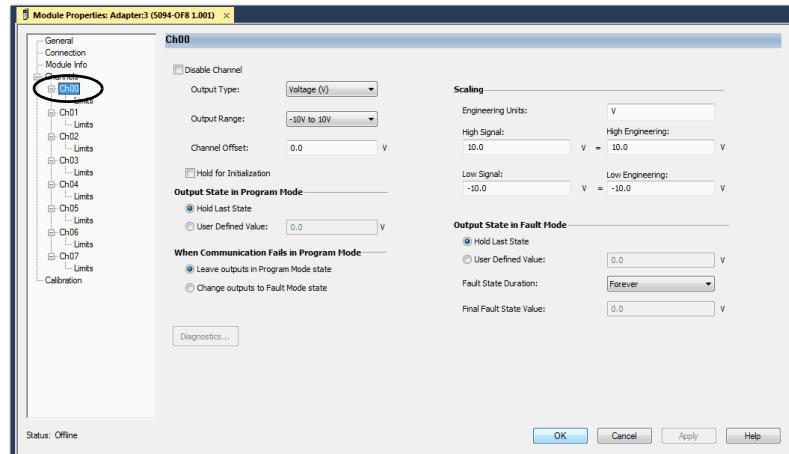 Module Properties: Adapter:3 (5094-OF8 1.001) ×
General
Connection
Module Info
Channels
Ch00
Limits
Ch01
Limits
Ch02
Limits
Ch03
Limits
Ch04
Limits
Ch05
Limits
Ch06
Limits
Ch07
Limits
Calibration
Ch00
Disable Channel
Output Type: Voltage (V)
Output Range: -10V to 10V
Channel Offset: 0.0 V
Hold for Initialization
Output State in Program Mode
Hold Last State
User Defined Value: 0.0 V
When Communication Fails in Program Mode
Leave outputs in Program Mode state
Change outputs to Fault Mode state
Diagnostics...
Scaling
Engineering Units: V
High Signal: High Engineering:
10.0 V = 10.0 V
Low Signal: Low Engineering:
-10.0 V = -10.0 V
Output State in Fault Mode
Hold Last State
User Defined Value: 0.0 V
Fault State Duration: Forever
Final Fault State Value: 0.0 V
Status: Offline
OK Cancel Apply Help